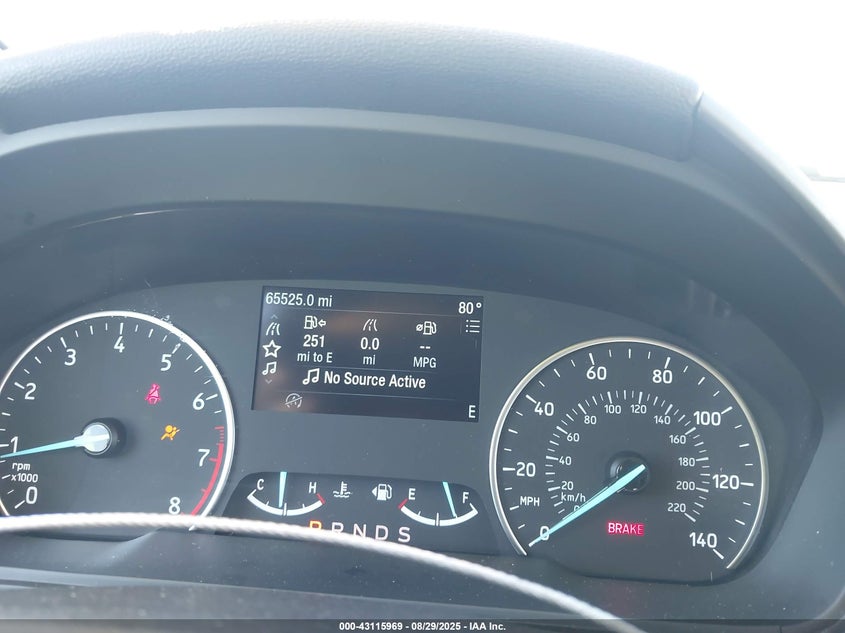 65525.0 mi
80°
251
mi to E
0.0
mi
--
MPG
No Source Active
E
0
1
2
3
4
5
6
7
8
rpm
x1000
C
H
E
F
P R N D S
0
20
40
60
80
100
120
140
MPH
km/h
0
20
40
60
80
100
120
140
160
180
200
220
BRAKE
000-43115969 - 08/29/2025 - IAA Inc.